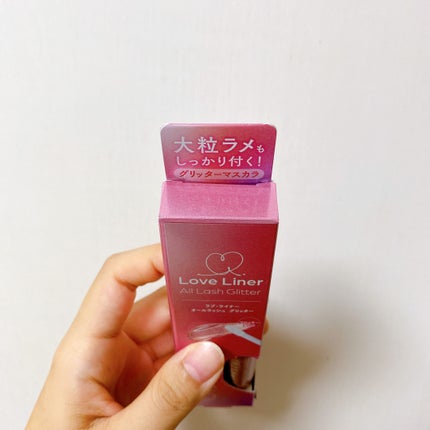 大粒ラメも
しっかり付く!
グリッターマスカラ
Love Liner
All Lash Glitter
ラブ・ライナー
オールラッシュ グリッター